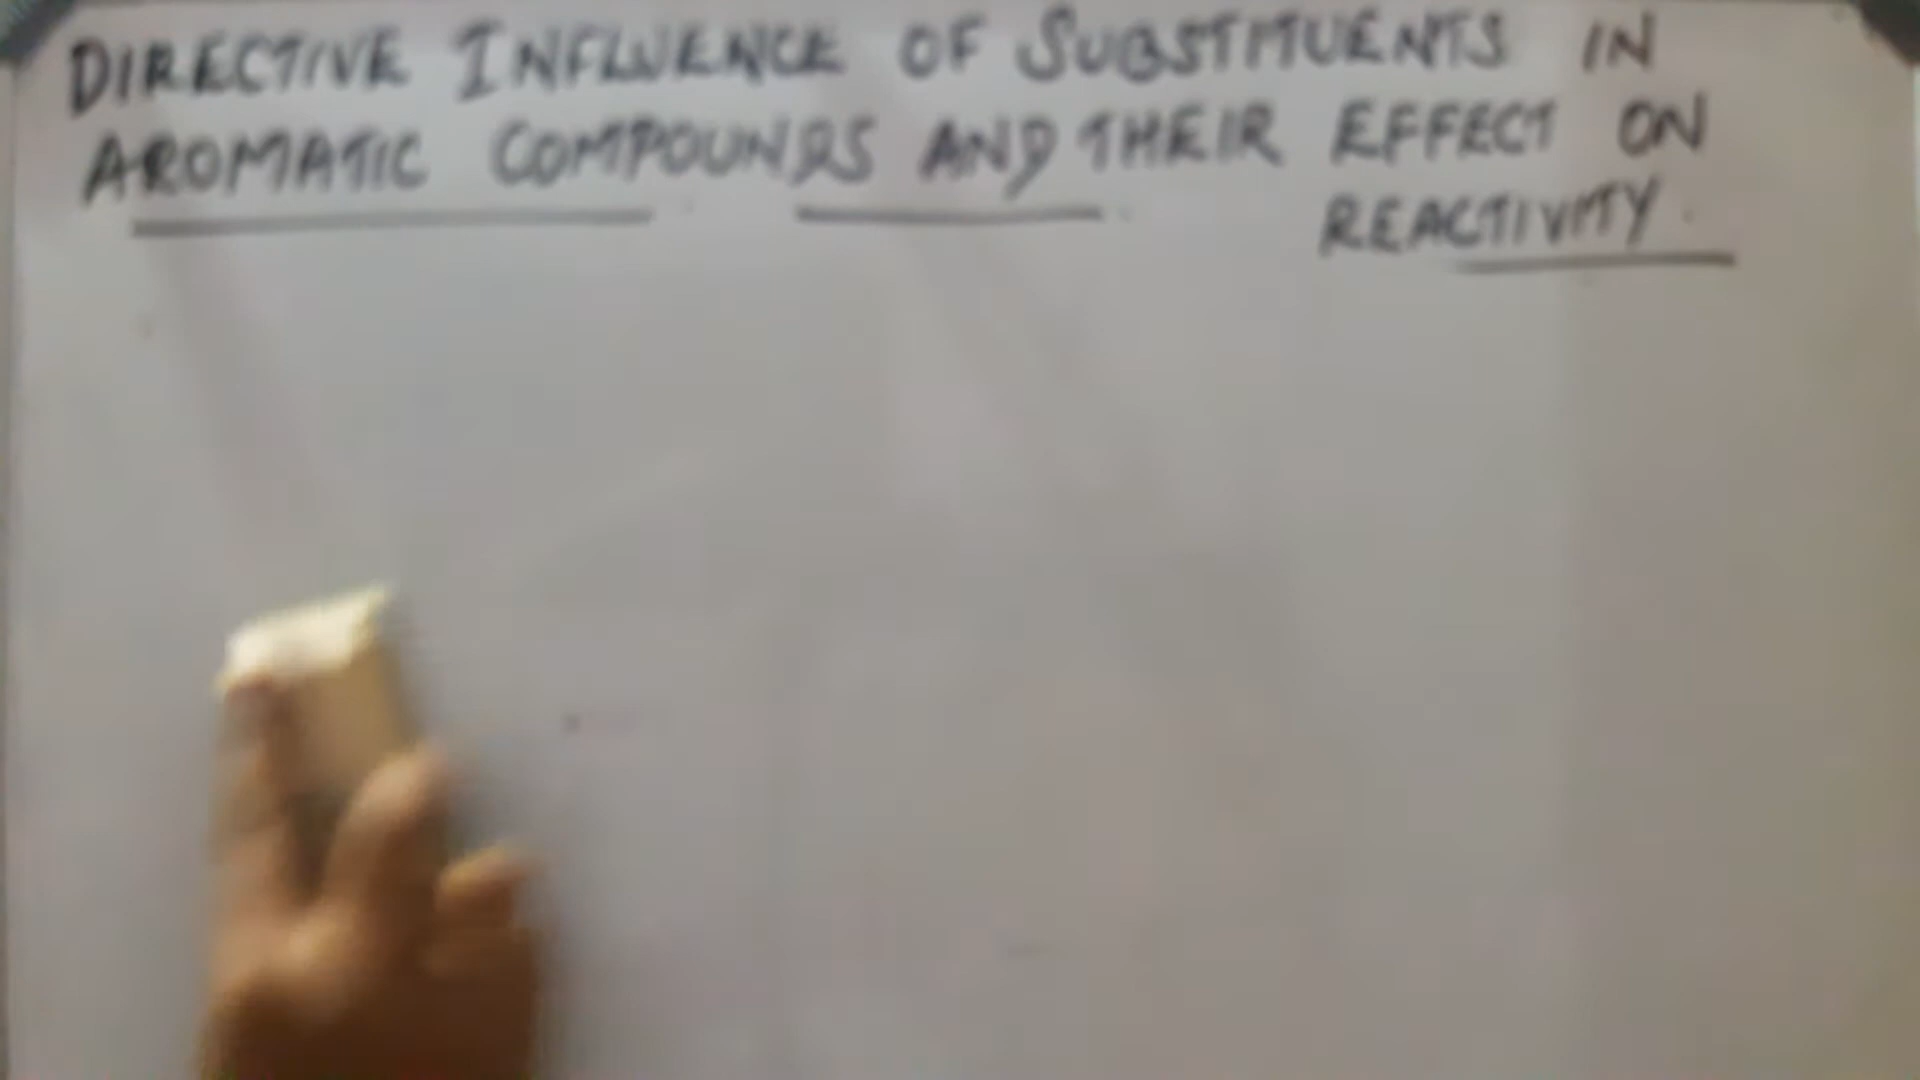 DIRECTIVE INFLUENCE OF SUBSTITUENTS IN
AROMATIC COMPOUNDS AND THEIR EFFECT ON
REACTIVITY.